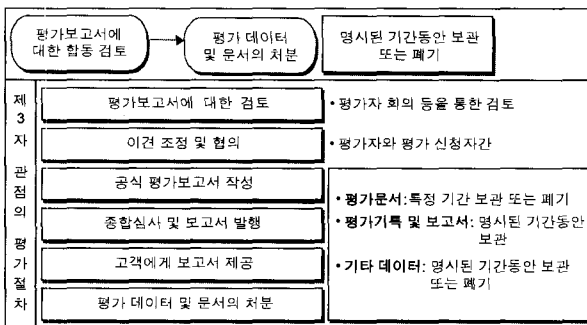 평가보고서에
대한 합동 검토
평가 데이터
및 문서의 처분
명시된 기간동안 보관
또는 폐기
제3자 관점의 평가절차
평가보고서에 대한 검토
• 평가자 회의 등을 통한 검토
이견 조정 및 협의
• 평가자와 평가 신청자간
공식 평가보고서 작성
종합심사 및 보고서 발행
고객에게 보고서 제공
평가 데이터 및 문서의 처분
• 평가문서: 특정 기간 보관 또는 폐기
• 평가기록 및 보고서: 명시된 기간동안
보관
• 기타 데이터: 명시된 기간동안 보관
또는 폐기